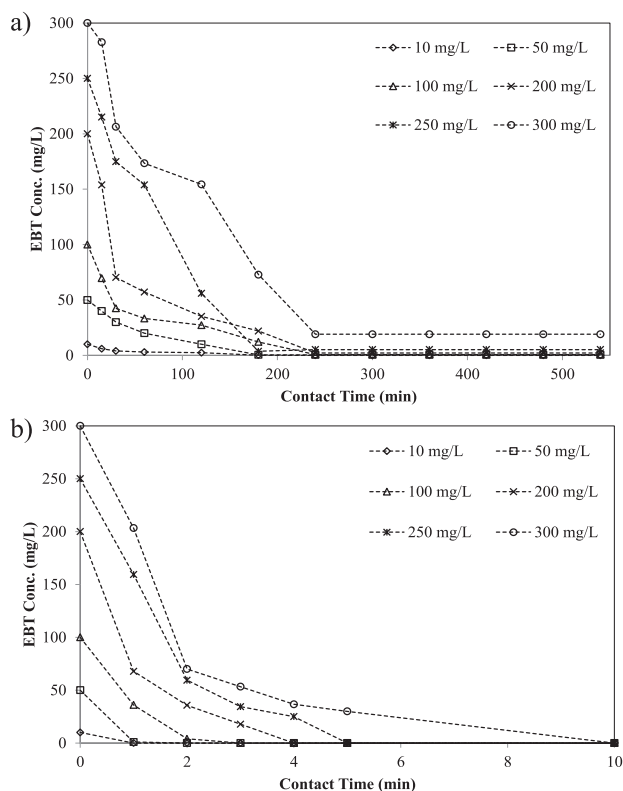 a)
300
250
200
150
100
50
0
EBT Conc. (mg/L)
10 mg/L 50 mg/L
100 mg/L 200 mg/L
250 mg/L 300 mg/L
0 100 200 300 400 500
Contact Time (min)
b)
300
250
200
150
100
50
0
EBT Conc. (mg/L)
10 mg/L 50 mg/L
100 mg/L 200 mg/L
250 mg/L 300 mg/L
0 2 4 6 8 10
Contact Time (min)